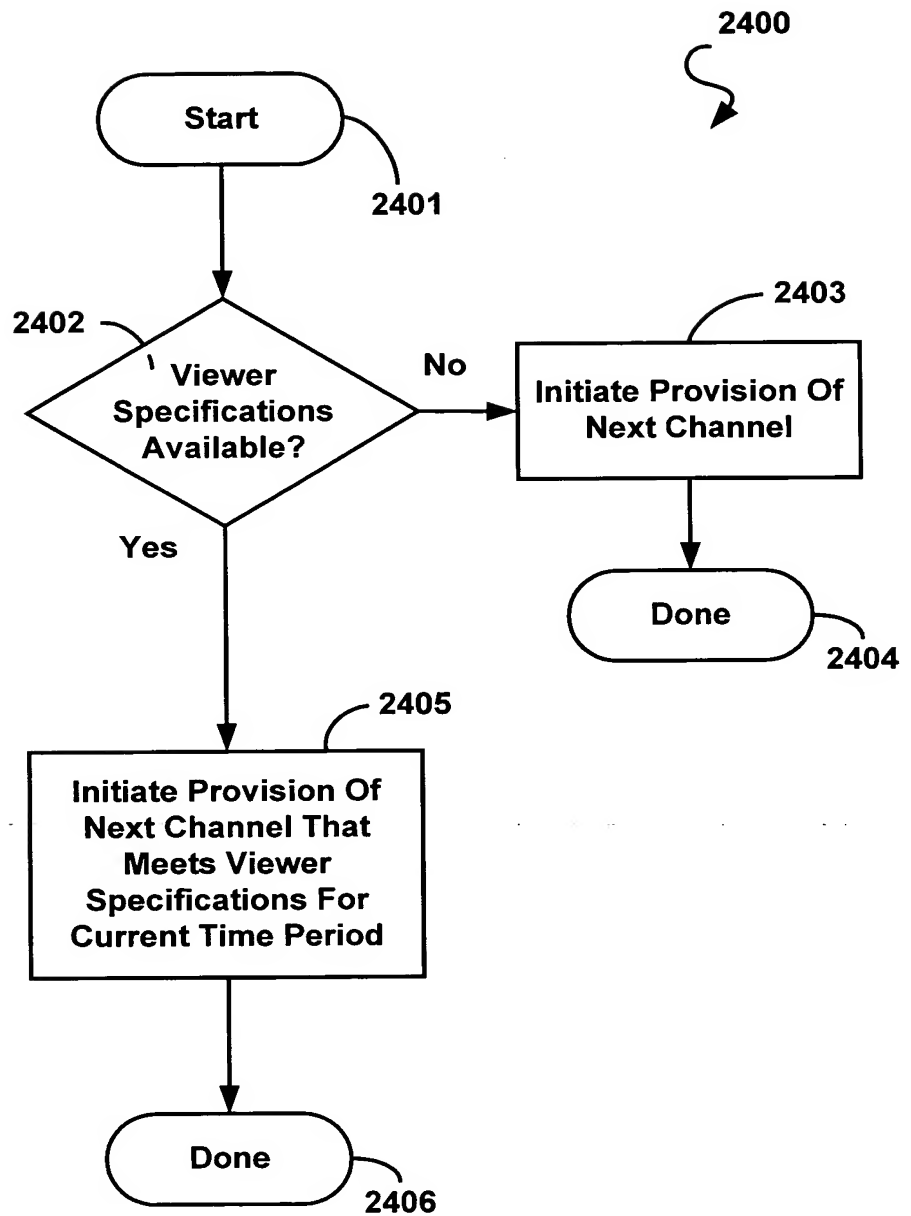 2400
Start
2401
2402
Viewer
Specifications
Available?
No
2403
Initiate Provision Of
Next Channel
Yes
Done
2404
2405
Initiate Provision Of
Next Channel That
Meets Viewer
Specifications For
Current Time Period
Done
2406